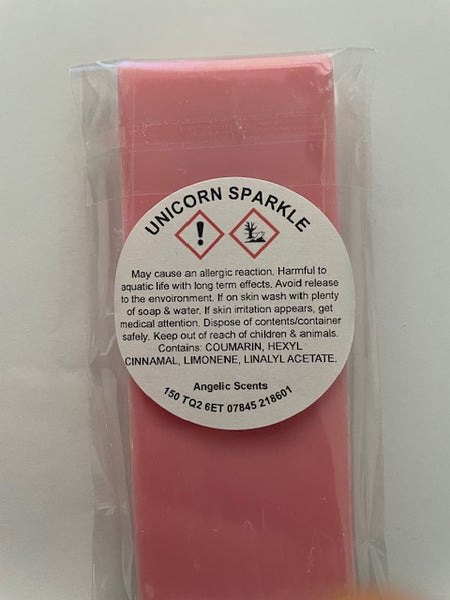 UNICORN SPARKLE
May cause an allergic reaction. Harmful to
aquatic life with long term effects. Avoid release
to the envoironment. If on skin wash with plenty
of soap & water. If skin irritation appears, get
medical attention. Dispose of contents/container
safely. Keep out of reach of children & animals.
Contains: COUMARIN, HEXYL
CINNAMAL, LIMONENE, LINALYL ACETATE.
Angelic Scents
150 TQ2 6ET 07845 218601